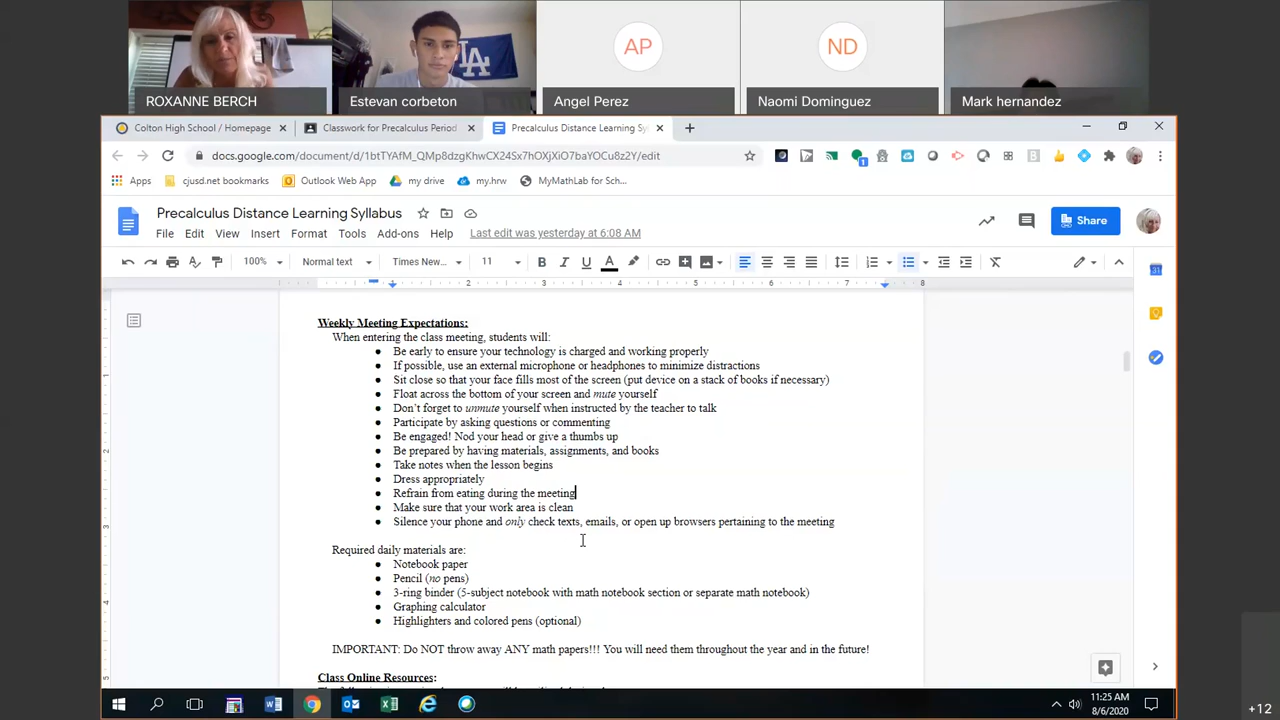 AP
ND
ROXANNE BERCH
Estevan corbeton
Angel Perez
Naomi Dominguez
Mark hernandez
Colton High School / Homepage
Classwork for Precalculus Period
Precalculus Distance Learning Sy
docs.google.com/document/d/1btTYAfM_QMp8dzgKhwCX24Sx7hOXjXiO7baYOCu8z2Y/edit
1
Apps
cjusd.net bookmarks
Outlook Web App
my drive
my.hrw
MyMathLab for Sch...
Precalculus Distance Learning Syllabus
Share
File Edit View Insert Format Tools Add-ons Help Last edit was yesterday at 6:08 AM
100% Normal text Times New... 11 B I U A
1 2 3 4 5 6 7 8
Weekly Meeting Expectations:
When entering the class meeting, students will:
● Be early to ensure your technology is charged and working properly
● If possible, use an external microphone or headphones to minimize distractions
● Sit close so that your face fills most of the screen (put device on a stack of books if necessary)
● Float across the bottom of your screen and mute yourself
● Don't forget to unmute yourself when instructed by the teacher to talk
● Participate by asking questions or commenting
● Be engaged! Nod your head or give a thumbs up
● Be prepared by having materials, assignments, and books
● Take notes when the lesson begins
● Dress appropriately
● Refrain from eating during the meeting
● Make sure that your work area is clean
● Silence your phone and only check texts, emails, or open up browsers pertaining to the meeting
Required daily materials are:
● Notebook paper
● Pencil (no pens)
● 3-ring binder (5-subject notebook with math notebook section or separate math notebook)
● Graphing calculator
● Highlighters and colored pens (optional)
IMPORTANT: Do NOT throw away ANY math papers!!! You will need them throughout the year and in the future!
Class Online Resources:
11:25 AM
8/6/2020
+12